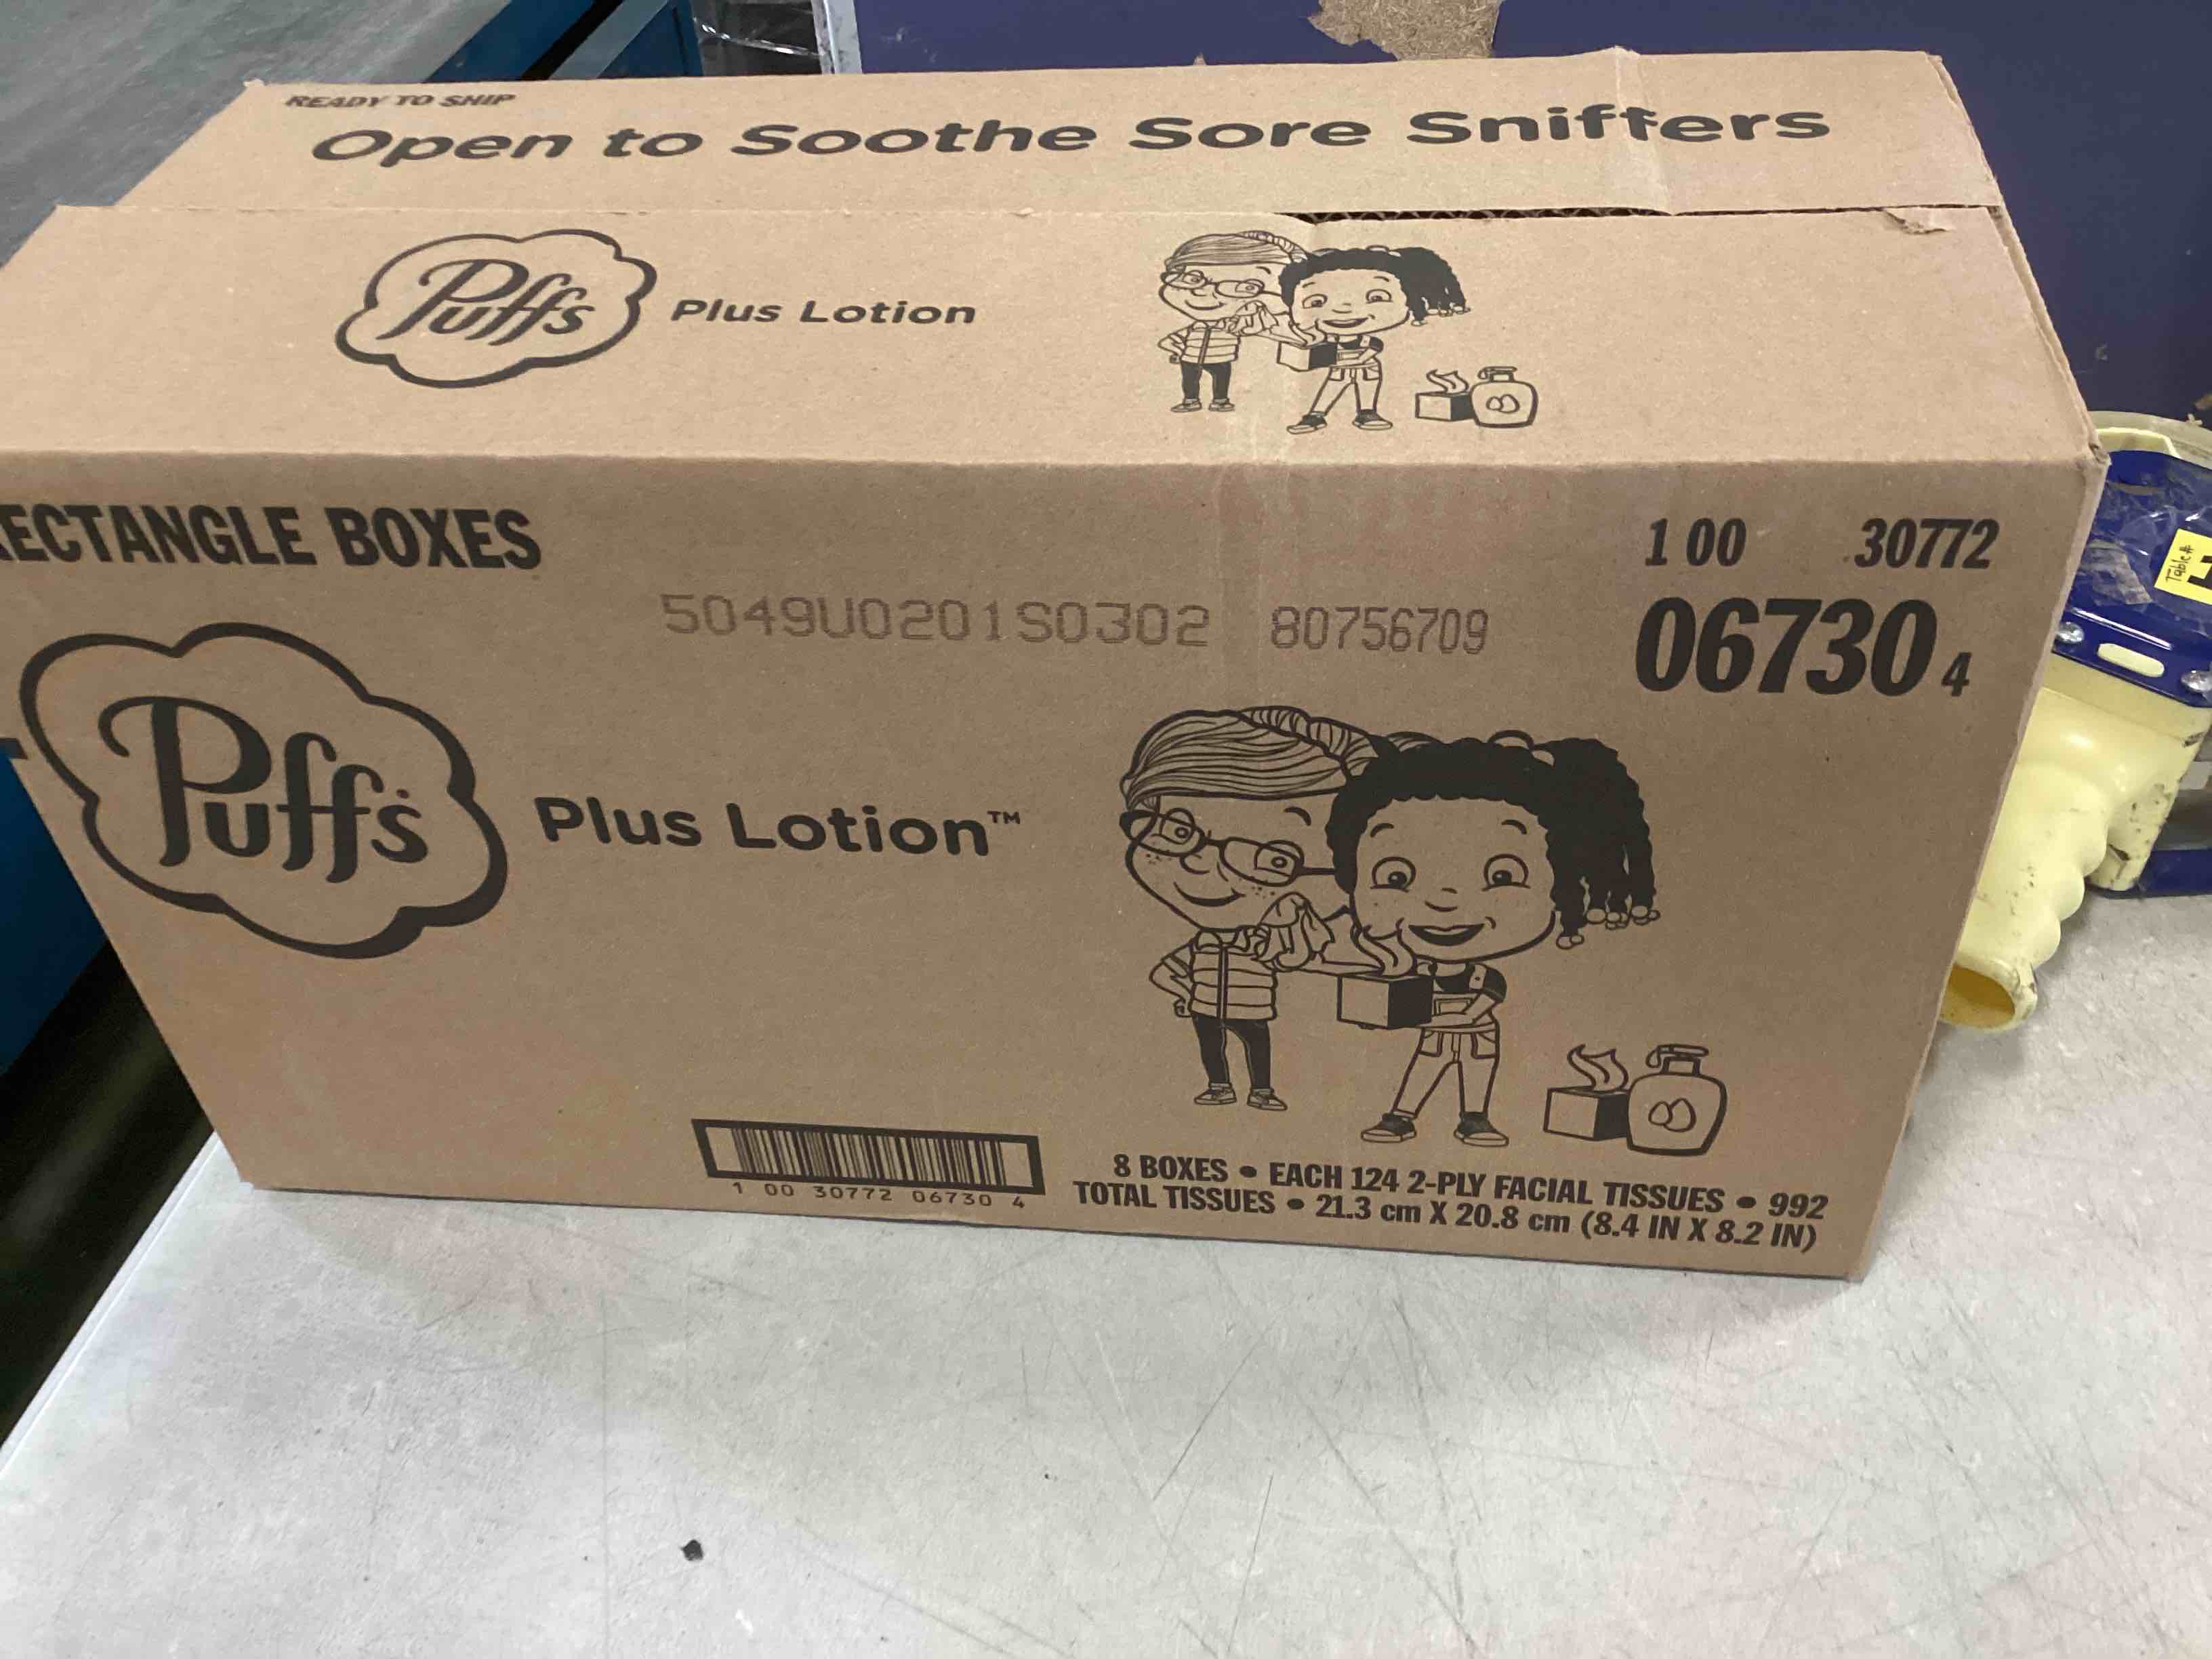 READY TO SHIP
Open to Soothe Sore Sniffers
Puffs Plus Lotion
RECTANGLE BOXES
1 00 30772
5049U0201S0302 80756709
06730 4
Puffs Plus Lotion™
8 BOXES • EACH 124 2-PLY FACIAL TISSUES • 992
TOTAL TISSUES • 21.3 cm X 20.8 cm (8.4 IN X 8.2 IN)
1 00 30772 06730 4
Table #